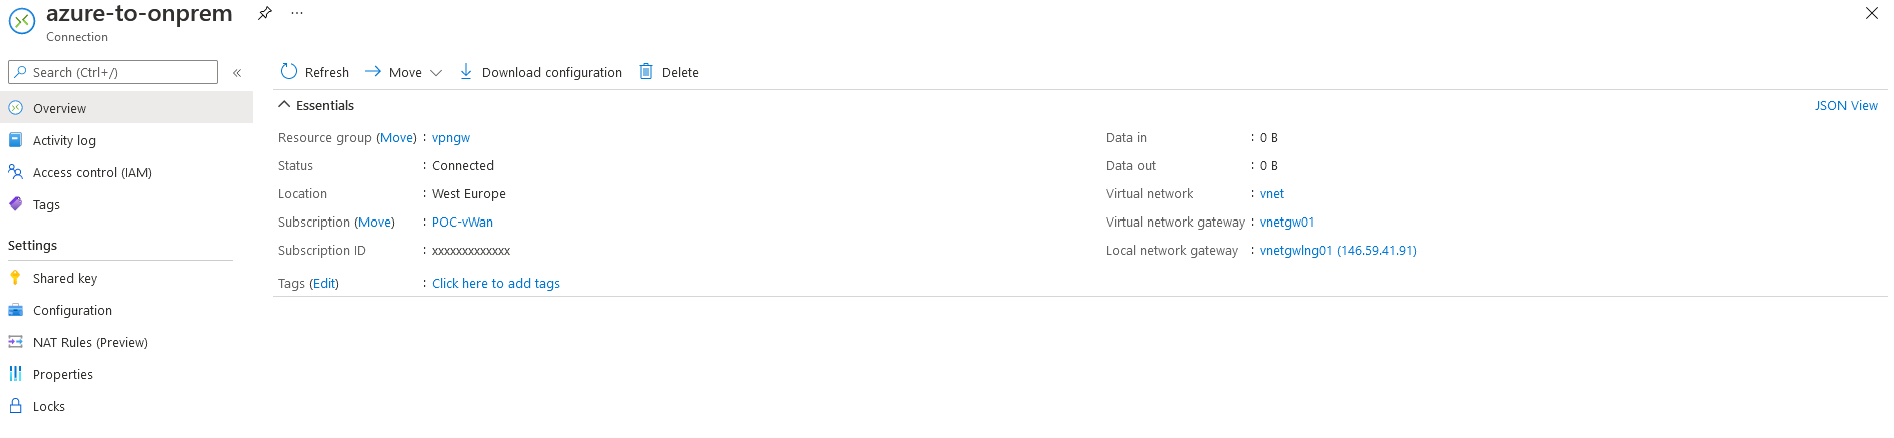 azure-to-onprem
Connection
Search (Ctrl+/)
Overview
Activity log
Access control (IAM)
Tags
Settings
Shared key
Configuration
NAT Rules (Preview)
Properties
Locks
Refresh Move Download configuration Delete
Essentials JSON View
Resource group (Move) : vpngw
Status : Connected
Location : West Europe
Subscription (Move) : POC-vWan
Subscription ID : xxxxxxxxxxxxx
Tags (Edit) : Click here to add tags
Data in : 0 B
Data out : 0 B
Virtual network : vnet
Virtual network gateway : vnetgw01
Local network gateway : vnetgwlng01 (146.59.41.91)